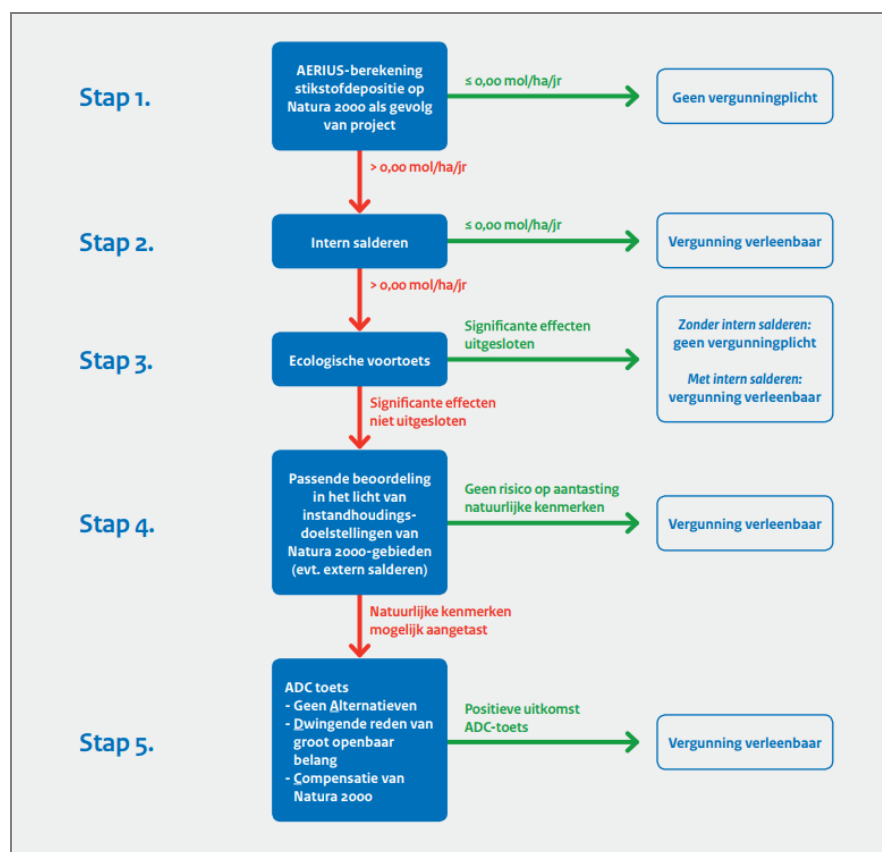 Stap 1.
AERIUS-berekening
stikstofdepositie op
Natura 2000 als gevolg
van project
≤ 0,00 mol/ha/jr
Geen vergunningplicht
> 0,00 mol/ha/jr
Stap 2.
Intern salderen
≤ 0,00 mol/ha/jr
Vergunning verleenbaar
> 0,00 mol/ha/jr
Stap 3.
Ecologische voortoets
Significante effecten
uitgesloten
Zonder intern salderen:
geen vergunningplicht
Met intern salderen:
vergunning verleenbaar
Significante effecten
niet uitgesloten
Stap 4.
Passende beoordeling
in het licht van
instandhoudings-
doelstellingen van
Natura 2000-gebieden
(evt. extern salderen)
Geen risico op aantasting
natuurlijke kenmerken
Vergunning verleenbaar
Natuurlijke kenmerken
mogelijk aangetast
Stap 5.
ADC toets
- Geen Alternatieven
- Dwingende reden van
groot openbaar
belang
- Compensatie van
Natura 2000
Positieve uitkomst
ADC-toets
Vergunning verleenbaar